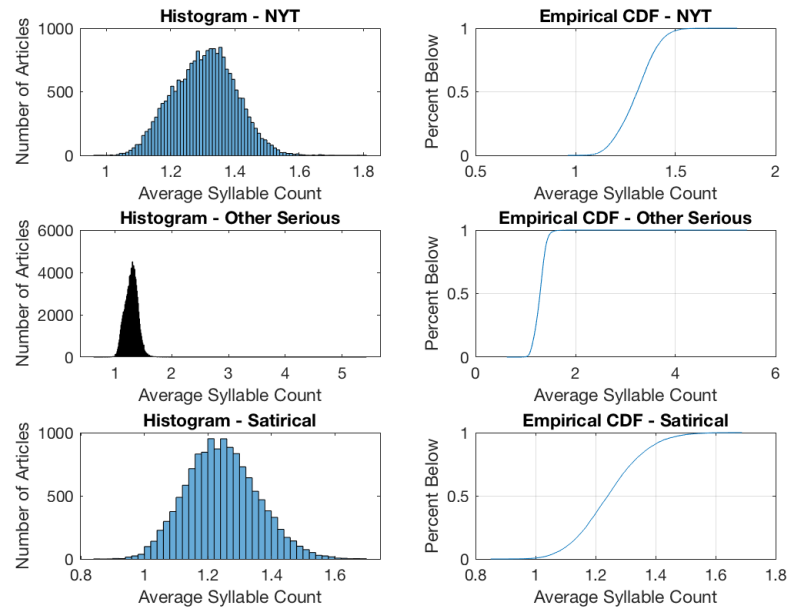 Histogram - NYT
Number of Articles
1000
500
0
1 1.2 1.4 1.6 1.8
Average Syllable Count
Empirical CDF - NYT
Percent Below
1
0.5
0
0.5 1 1.5 2
Average Syllable Count
Histogram - Other Serious
Number of Articles
6000
4000
2000
0
1 2 3 4 5
Average Syllable Count
Empirical CDF - Other Serious
Percent Below
1
0.5
0
0 2 4 6
Average Syllable Count
Histogram - Satirical
Number of Articles
1000
500
0
0.8 1 1.2 1.4 1.6
Average Syllable Count
Empirical CDF - Satirical
Percent Below
1
0.5
0
0.8 1 1.2 1.4 1.6 1.8
Average Syllable Count